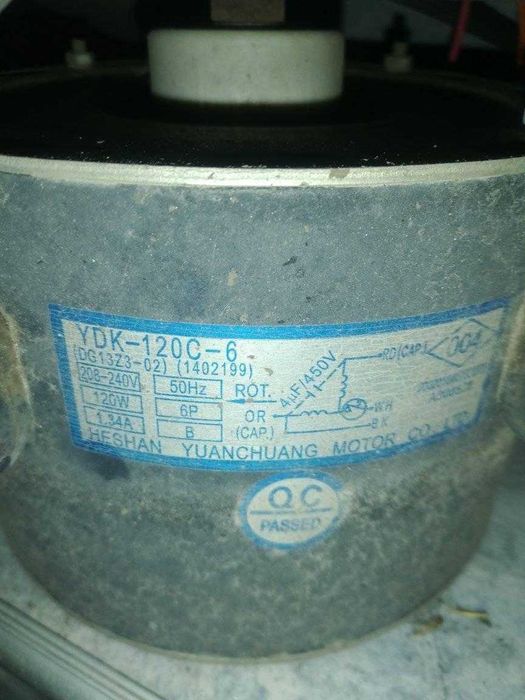 YDK-120C-6
(DG13Z3-02) (1402199)
208-240V 50Hz ROT.
120W 6P OR
1.34A B (CAP.)
4μF/450V
RD(CAP.)
004
WH
BK
HESHAN YUANCHUANG MOTOR CO., LTD.
QC
PASSED